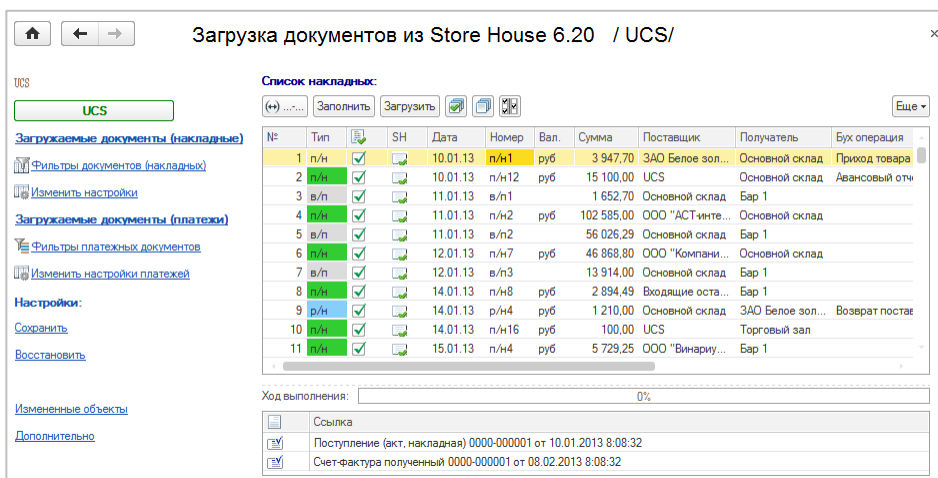 Загрузка документов из Store House 6.20 / UCS/
UCS
UCS
Загружаемые документы (накладные)
Фильтры документов (накладных)
Изменить настройки
Загружаемые документы (платежи)
Фильтры платежных документов
Изменить настройки платежей
Настройки:
Сохранить
Восстановить
Измененные объекты
Дополнительно
Список накладных:
(↔) ...-... Заполнить Загрузить Еще
№ Тип SH Дата Номер Вал. Сумма Поставщик Получатель Бух операция
1 п/н 10.01.13 п/н1 руб 3 947,70 ЗАО Белое зол... Основной склад Приход товара
2 п/н 10.01.13 п/н12 руб 15 100,00 UCS Основной склад Авансовый отч
3 в/п 11.01.13 в/п1 1 652,70 Основной склад Бар 1
4 п/н 11.01.13 п/н2 руб 102 585,00 ООО "АСТ-инте... Основной склад
5 в/п 11.01.13 в/п2 56 026,29 Основной склад Бар 1
6 п/н 12.01.13 п/н7 руб 46 868,80 ООО "Компани... Основной склад
7 в/п 12.01.13 в/п3 13 914,00 Основной склад Бар 1
8 п/н 14.01.13 п/н8 руб 2 894,49 Входящие оста... Бар 1
9 р/н 14.01.13 р/н4 руб 1 210,00 Основной склад ЗАО Белое зол... Возврат постав
10 п/н 14.01.13 п/н16 руб 100,00 UCS Торговый зал
11 п/н 15.01.13 п/н4 руб 5 729,25 ООО "Винариу... Бар 1
Ход выполнения: 0%
Ссылка
Поступление (акт, накладная) 0000-000001 от 10.01.2013 8:08:32
Счет-фактура полученный 0000-000001 от 08.02.2013 8:08:32